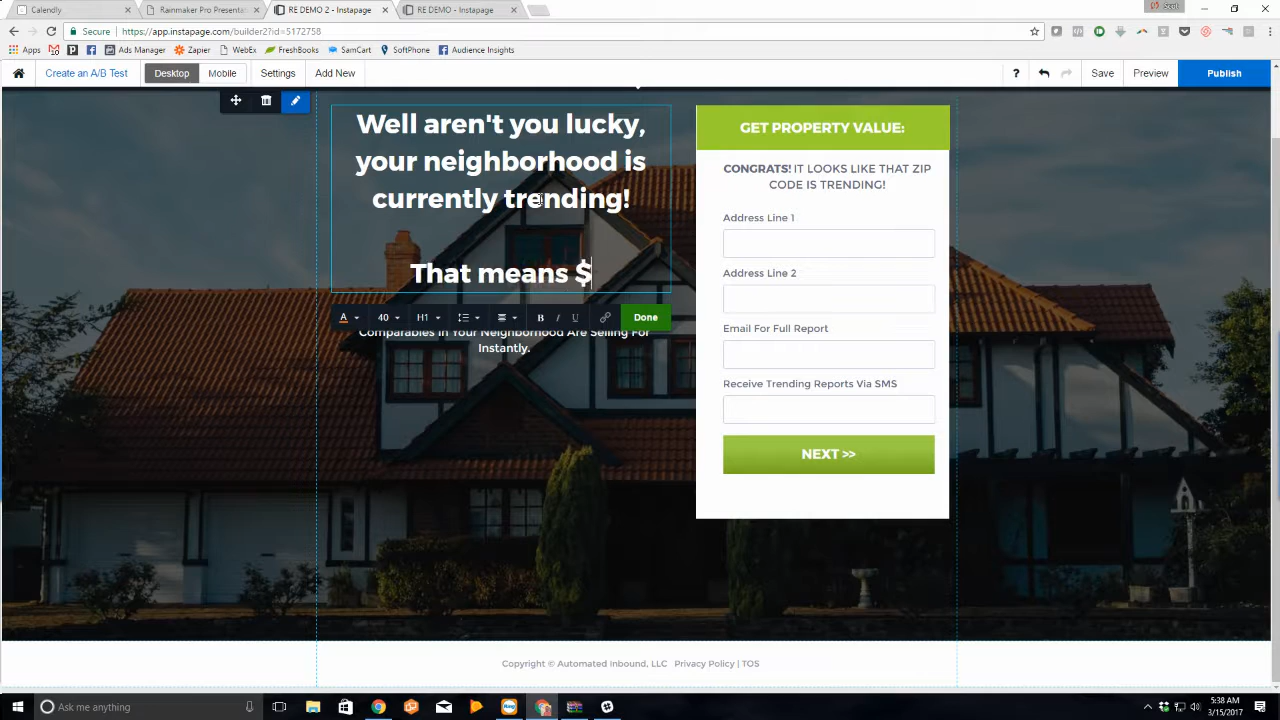 Calendly
Rainmaker Pro Presenta
RE DEMO 2 - Instapage
RE DEMO - Instapage
Secure
https://app.instapage.com/builder2?id=5172758
Apps
Ads Manager
Zapier
WebEx
FreshBooks
SamCart
SoftPhone
Audience Insights
Create an A/B Test
Desktop
Mobile
Settings
Add New
?
Save
Preview
Publish
Well aren't you lucky,
your neighborhood is
currently trending!
That means $
A
40
H1
B
I
U
Done
Comparables In Your Neighborhood Are Selling For
Instantly.
GET PROPERTY VALUE:
CONGRATS! IT LOOKS LIKE THAT ZIP
CODE IS TRENDING!
Address Line 1
Address Line 2
Email For Full Report
Receive Trending Reports Via SMS
NEXT >>
Copyright © Automated Inbound, LLC Privacy Policy | TOS
Ask me anything
5:38 AM
3/15/2017